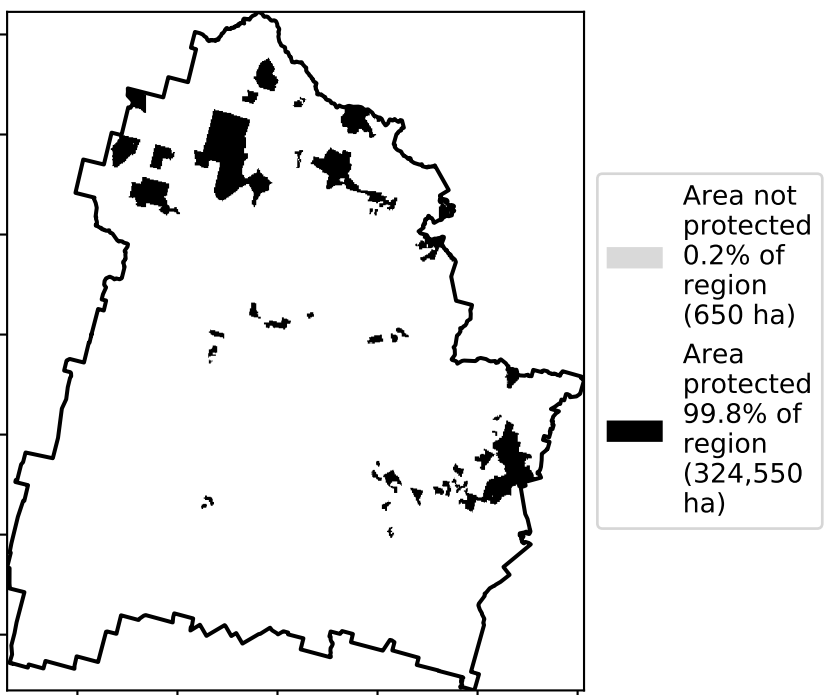 Area not
protected
0.2% of
region
(650 ha)
Area
protected
99.8% of
region
(324,550
ha)